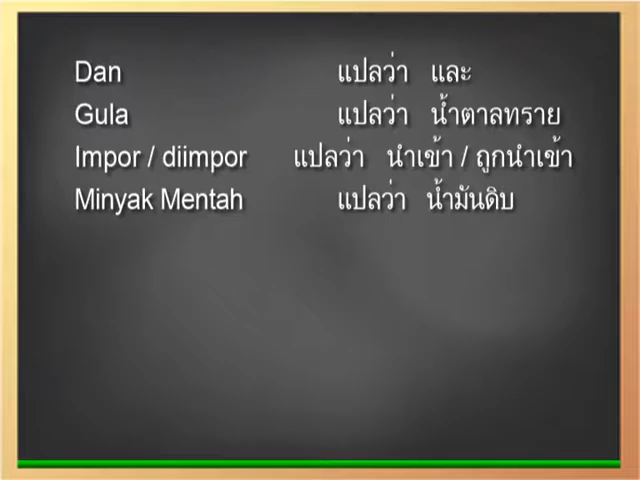 Dan แปลว่า และ
Gula แปลว่า น้ำตาลทราย
Impor / diimpor แปลว่า นำเข้า / ถูกนำเข้า
Minyak Mentah แปลว่า น้ำมันดิบ